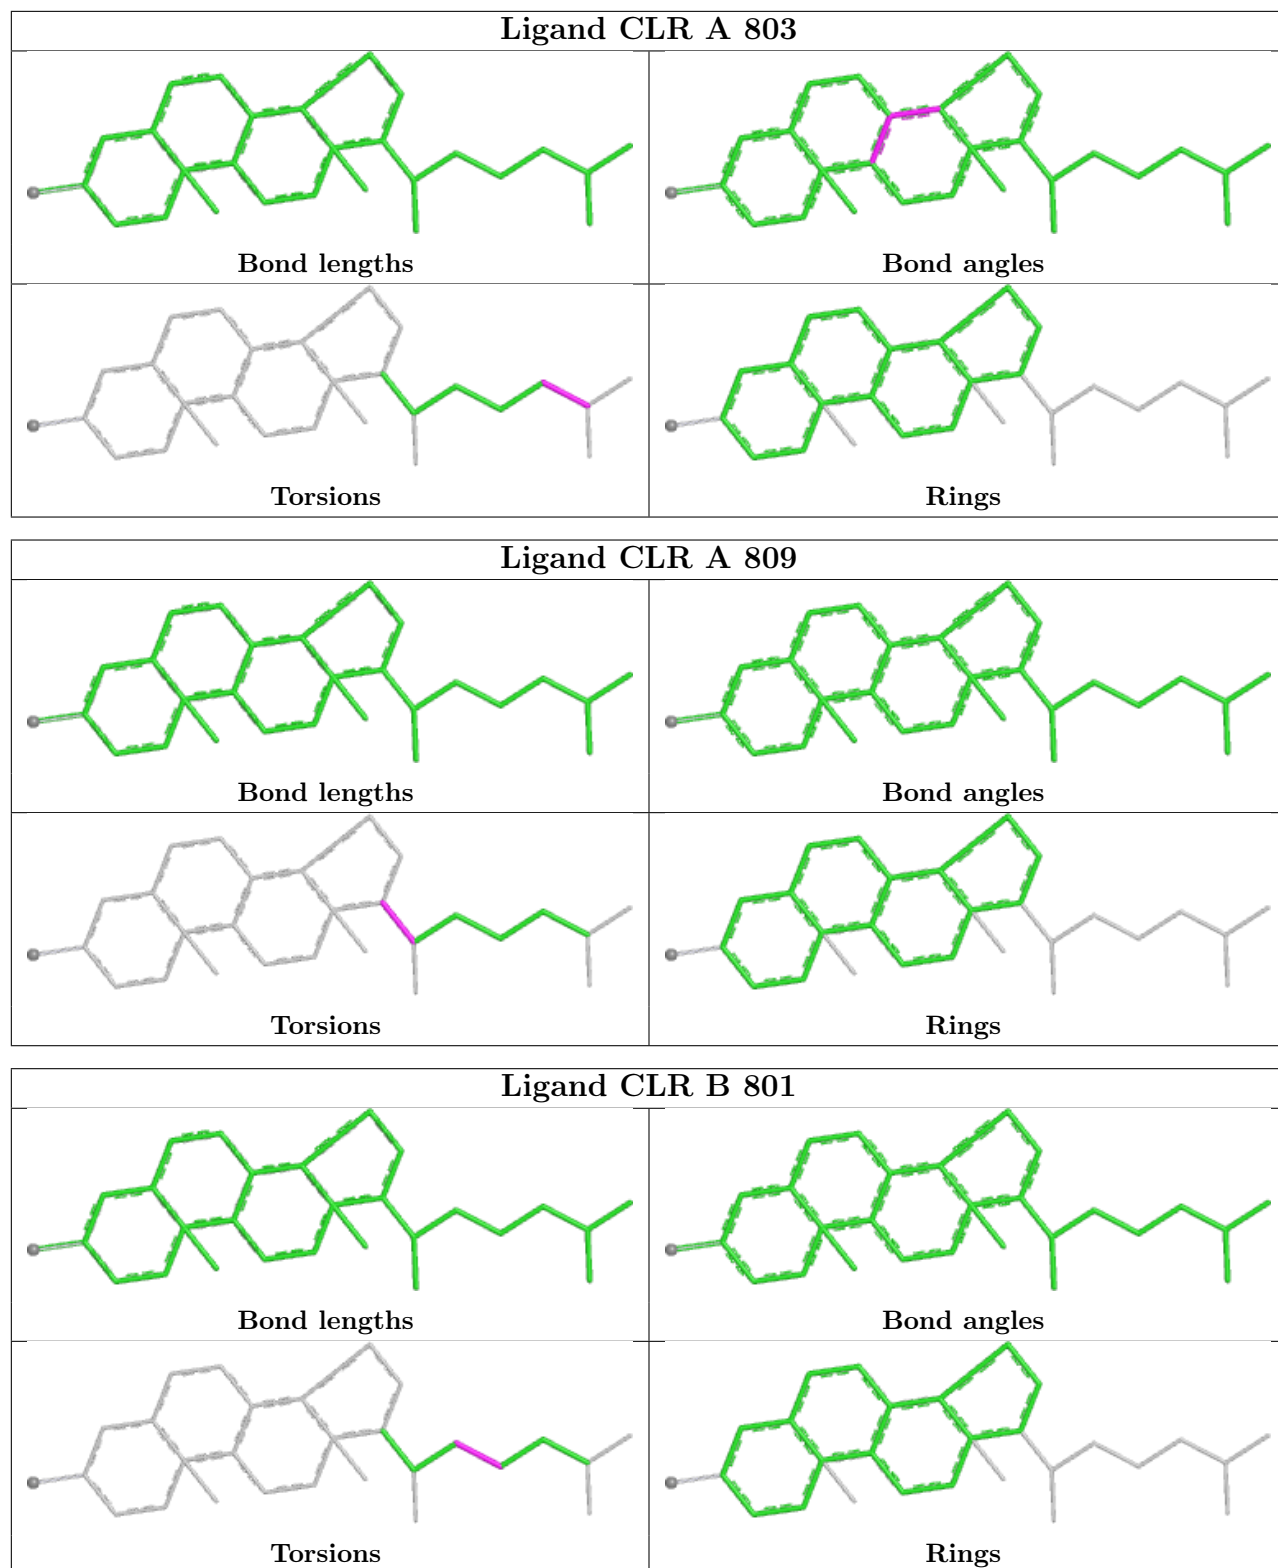 Ligand CLR A 803
Bond lengths
Bond angles
Torsions
Rings
Ligand CLR A 809
Bond lengths
Bond angles
Torsions
Rings
Ligand CLR B 801
Bond lengths
Bond angles
Torsions
Rings